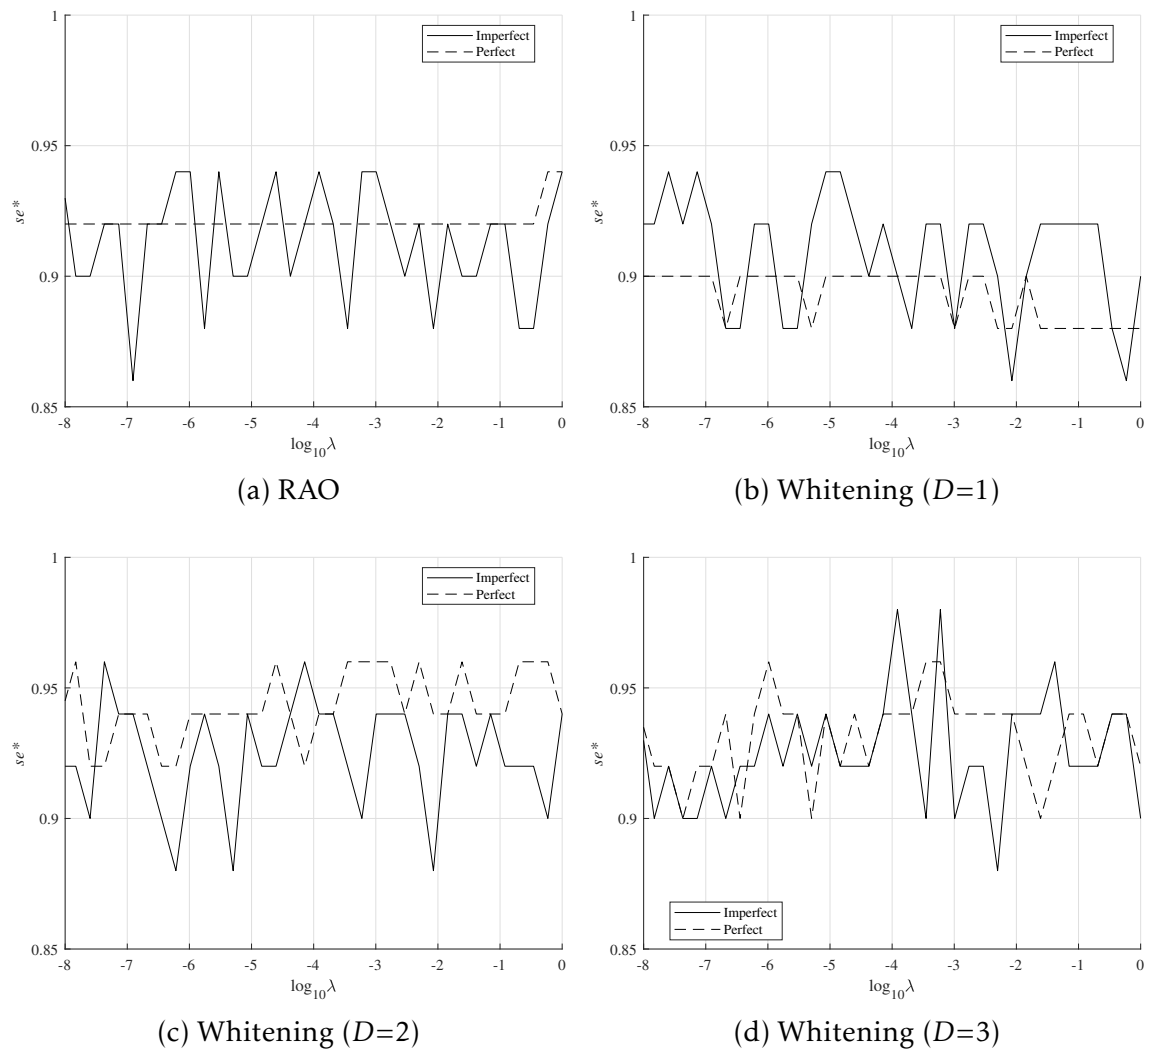 1
Imperfect
Perfect
0.95
se*
0.9
0.85
-8 -7 -6 -5 -4 -3 -2 -1 0
log10λ
(a) RAO
1
Imperfect
Perfect
0.95
se*
0.9
0.85
-8 -7 -6 -5 -4 -3 -2 -1 0
log10λ
(b) Whitening (D=1)
1
Imperfect
Perfect
0.95
se*
0.9
0.85
-8 -7 -6 -5 -4 -3 -2 -1 0
log10λ
(c) Whitening (D=2)
1
0.95
se*
0.9
Imperfect
Perfect
0.85
-8 -7 -6 -5 -4 -3 -2 -1 0
log10λ
(d) Whitening (D=3)